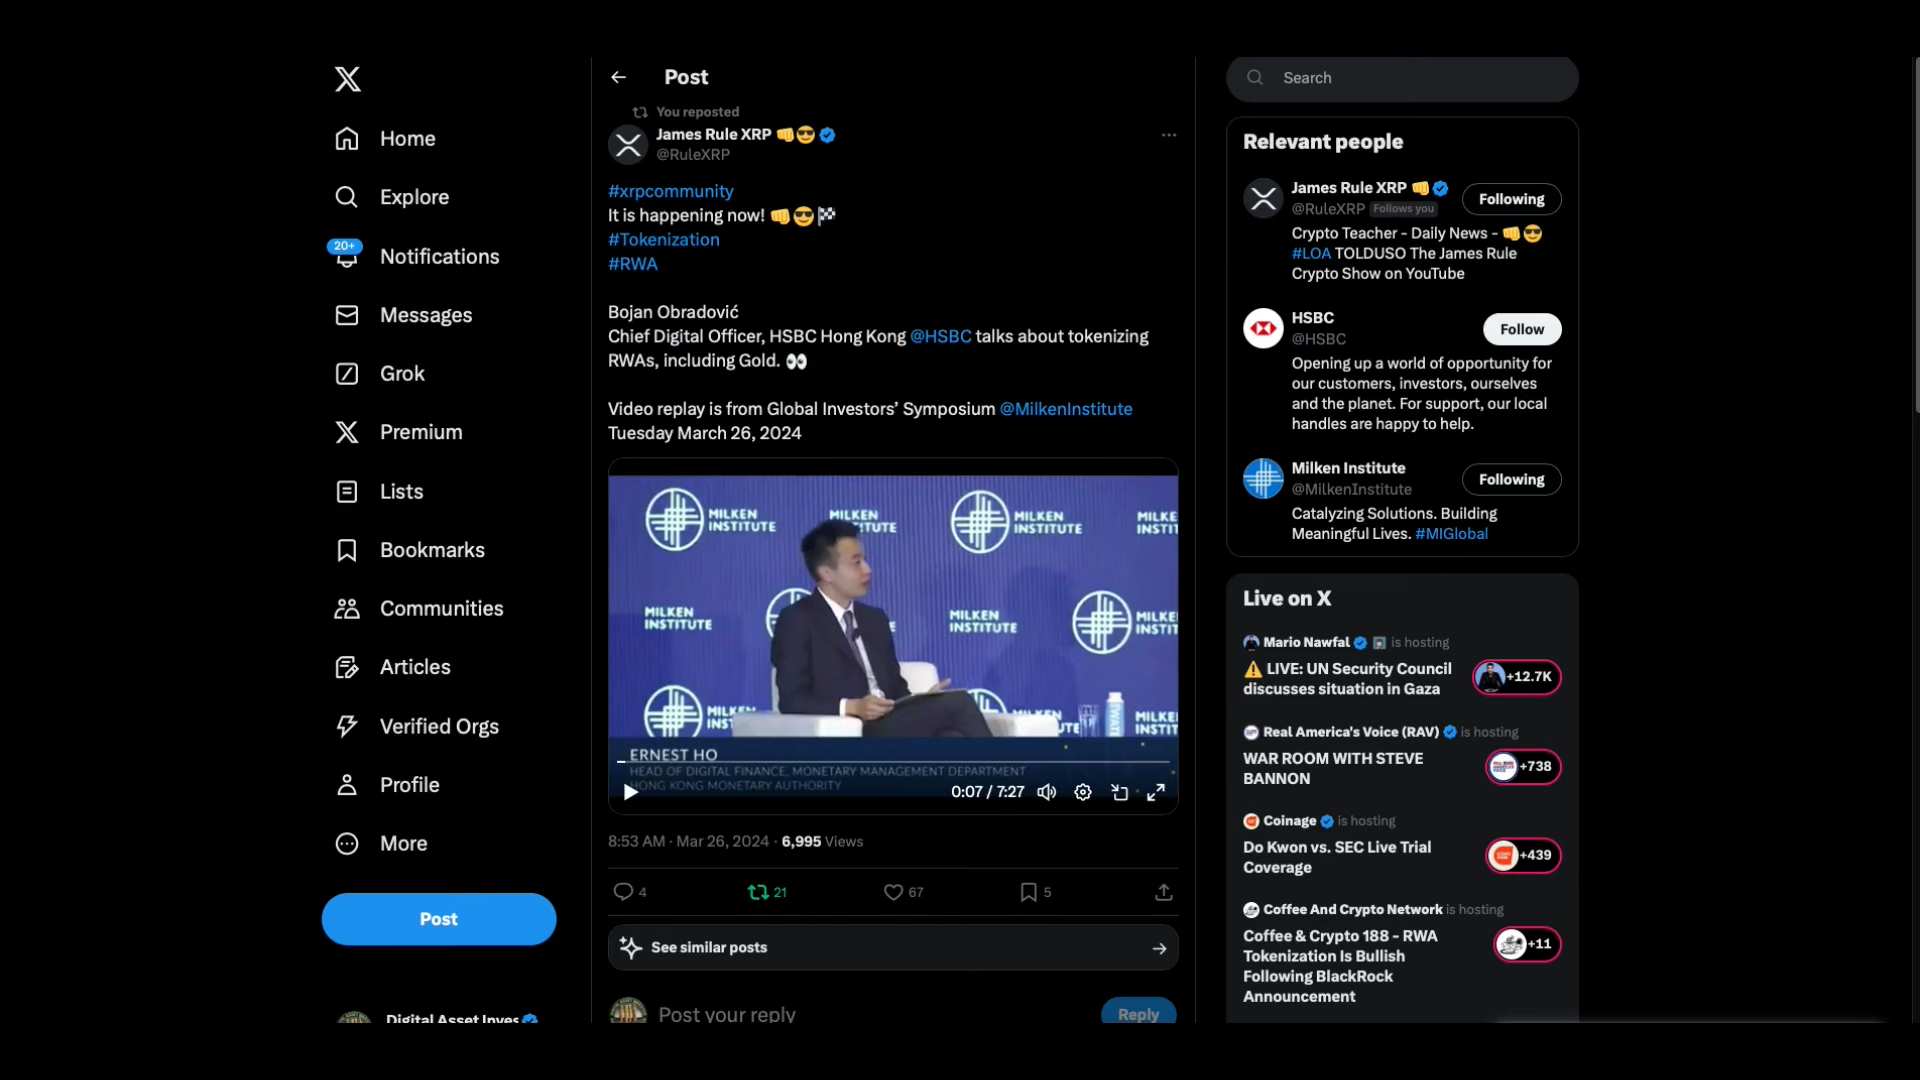 Home
Explore
20+
Notifications
Messages
Grok
Premium
Lists
Bookmarks
Communities
Articles
Verified Orgs
Profile
More
Post
Digital Asset Inves
Post
You reposted
James Rule XRP 👊😎
@RuleXRP
#xrpcommunity
It is happening now! 👊😎🏁
#Tokenization
#RWA
Bojan Obradović
Chief Digital Officer, HSBC Hong Kong @HSBC talks about tokenizing
RWAs, including Gold. 👀
Video replay is from Global Investors’ Symposium @MilkenInstitute
Tuesday March 26, 2024
MILKEN
INSTITUTE
MILKEN
INSTITUTE
MILKEN
INSTITUTE
MILKEN
INSTITUTE
MILKEN
INSTITUTE
ERNEST HO
HEAD OF DIGITAL FINANCE, MONETARY MANAGEMENT DEPARTMENT
HONG KONG MONETARY AUTHORITY
0:07 / 7:27
8:53 AM · Mar 26, 2024 · 6,995 Views
4 21 67 5
See similar posts
Post your reply
Reply
Search
Relevant people
James Rule XRP 👊
@RuleXRP Follows you
Following
Crypto Teacher - Daily News - 👊😎
#LOA TOLDUSO The James Rule
Crypto Show on YouTube
HSBC
@HSBC
Follow
Opening up a world of opportunity for
our customers, investors, ourselves
and the planet. For support, our local
handles are happy to help.
Milken Institute
@MilkenInstitute
Following
Catalyzing Solutions. Building
Meaningful Lives. #MIGlobal
Live on X
Mario Nawfal is hosting
⚠️ LIVE: UN Security Council
discusses situation in Gaza
+12.7K
Real America's Voice (RAV) is hosting
WAR ROOM WITH STEVE
BANNON
+738
Coinage is hosting
Do Kwon vs. SEC Live Trial
Coverage
+439
Coffee And Crypto Network is hosting
Coffee & Crypto 188 - RWA
Tokenization Is Bullish
Following BlackRock
Announcement
+11